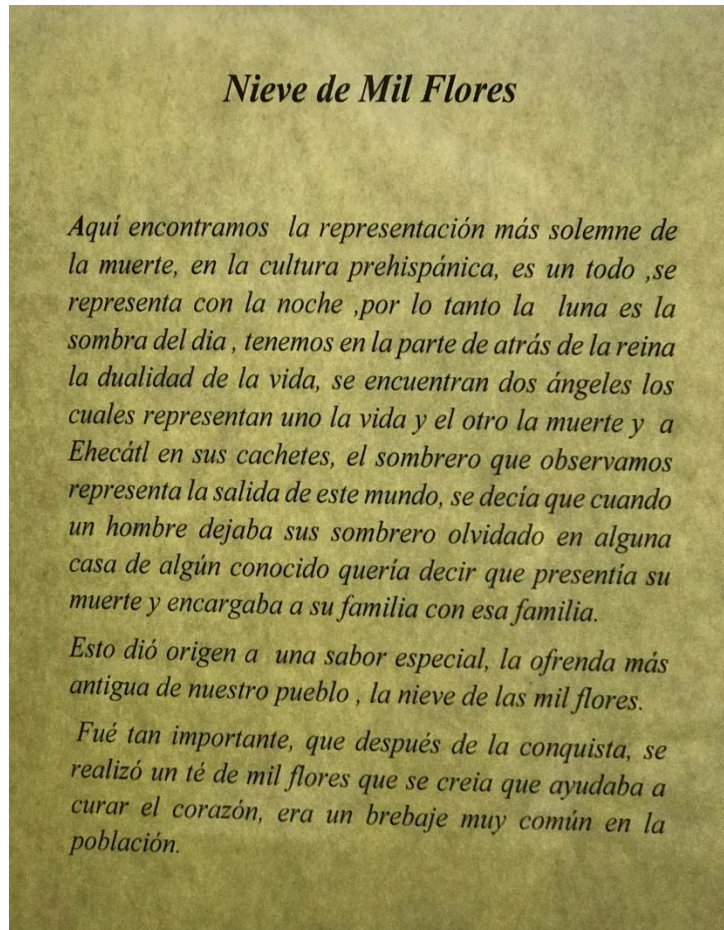 Nieve de Mil Flores
Aquí encontramos la representación más solemne de
la muerte, en la cultura prehispánica, es un todo ,se
representa con la noche ,por lo tanto la luna es la
sombra del dia , tenemos en la parte de atrás de la reina
la dualidad de la vida, se encuentran dos ángeles los
cuales representan uno la vida y el otro la muerte y a
Ehecátl en sus cachetes, el sombrero que observamos
representa la salida de este mundo, se decía que cuando
un hombre dejaba sus sombrero olvidado en alguna
casa de algún conocido quería decir que presentía su
muerte y encargaba a su familia con esa familia.
Esto dió origen a una sabor especial, la ofrenda más
antigua de nuestro pueblo , la nieve de las mil flores.
Fué tan importante, que después de la conquista, se
realizó un té de mil flores que se creia que ayudaba a
curar el corazón, era un brebaje muy común en la
población.